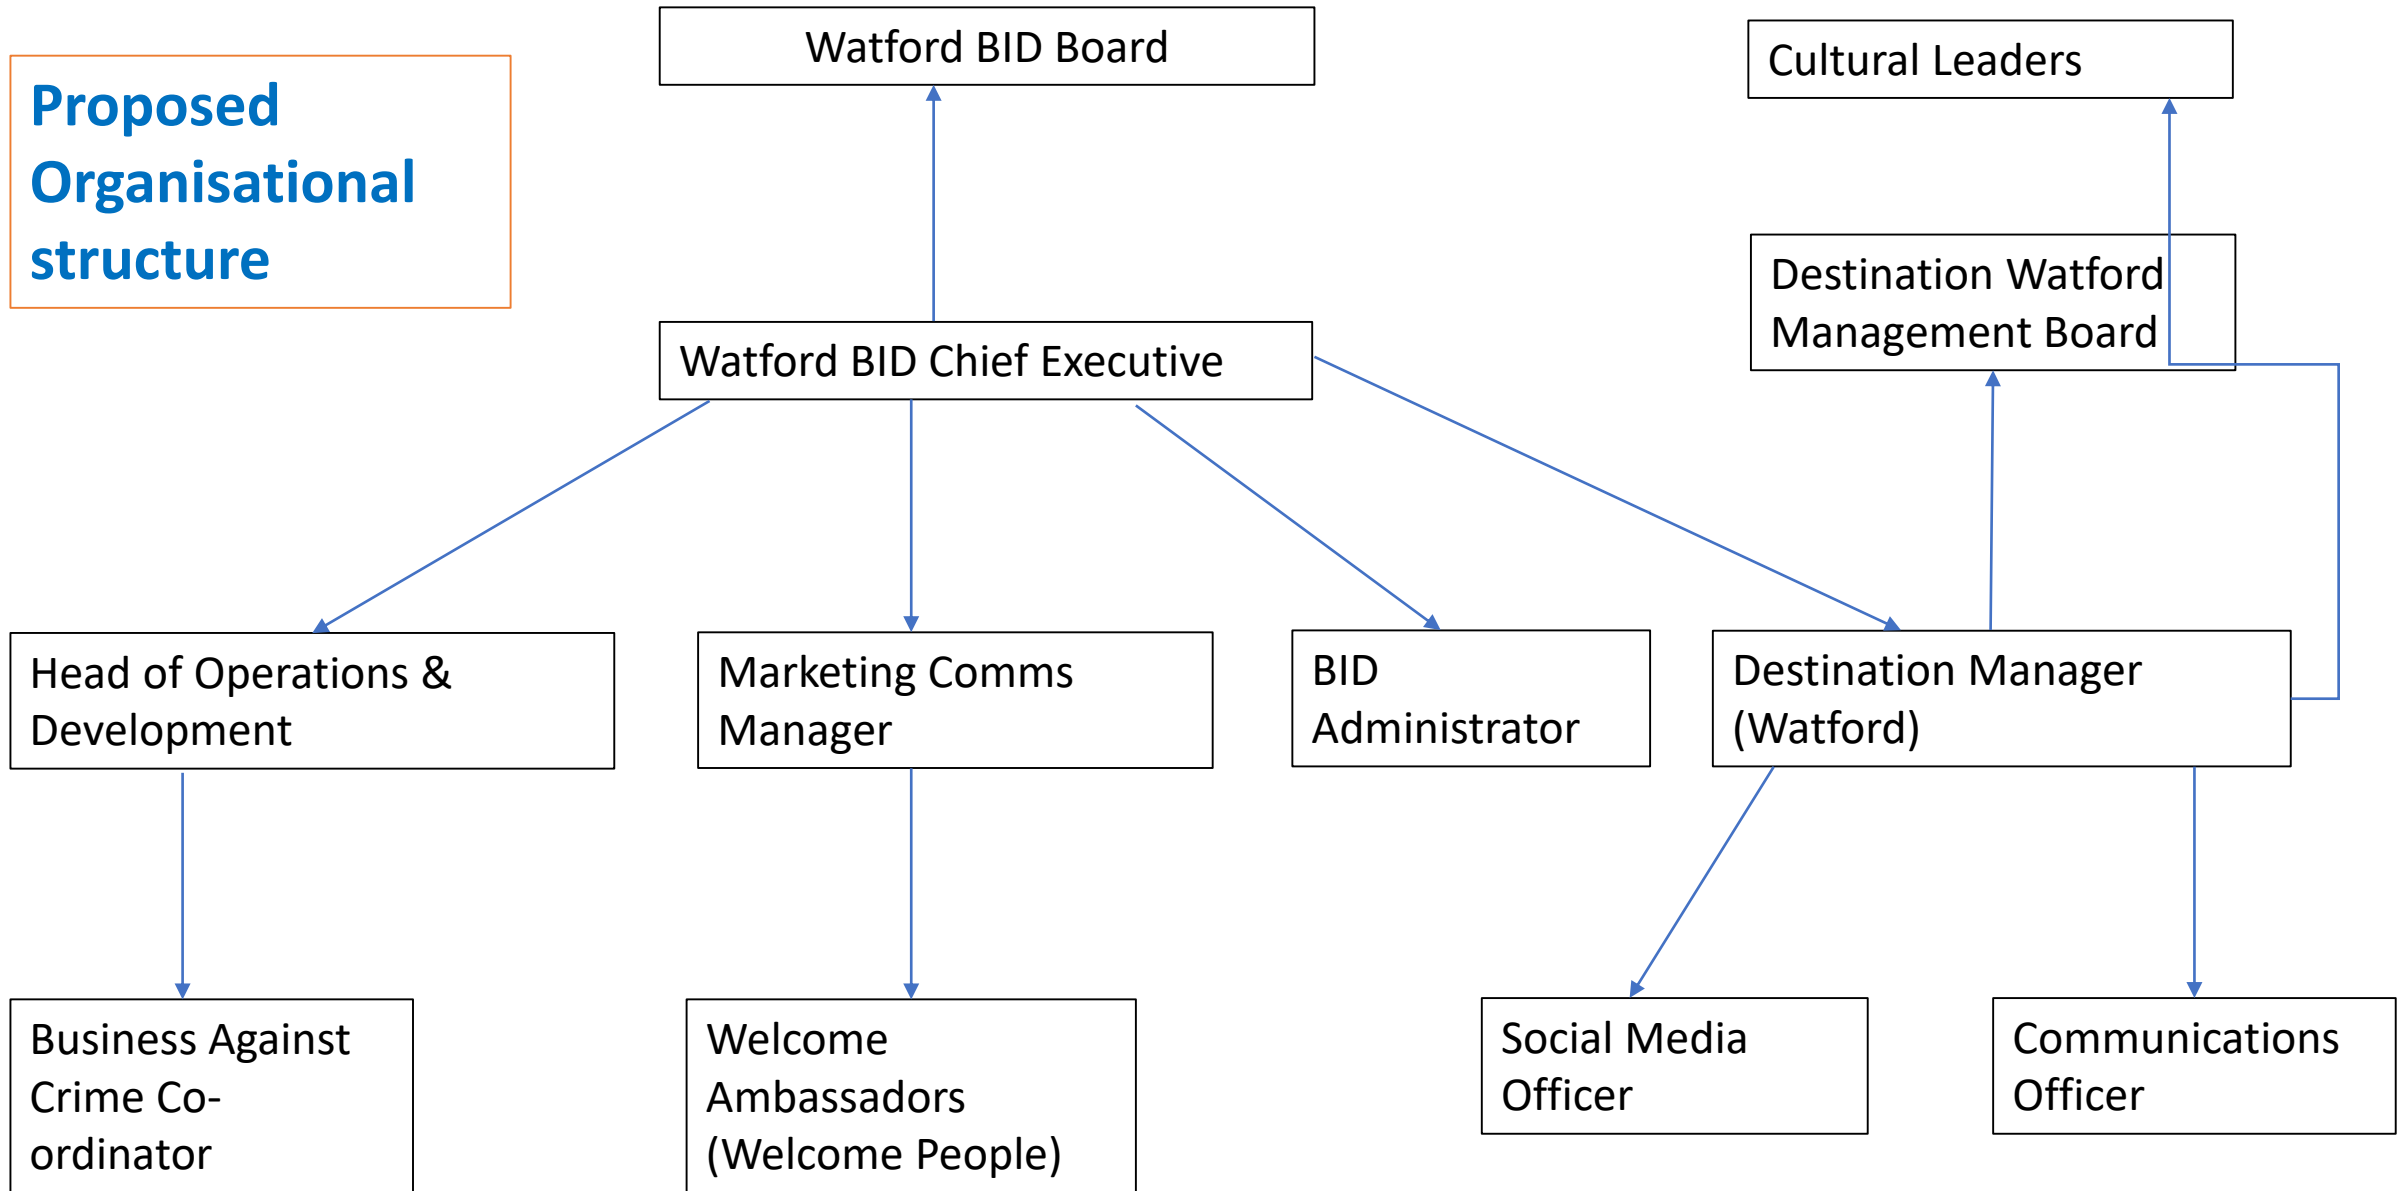 Proposed
Organisational
structure
Watford BID Board
Cultural Leaders
Destination Watford
Management Board
Watford BID Chief Executive
Head of Operations &
Development
Marketing Comms
Manager
BID
Administrator
Destination Manager
(Watford)
Business Against
Crime Co-
ordinator
Welcome
Ambassadors
(Welcome People)
Social Media
Officer
Communications
Officer